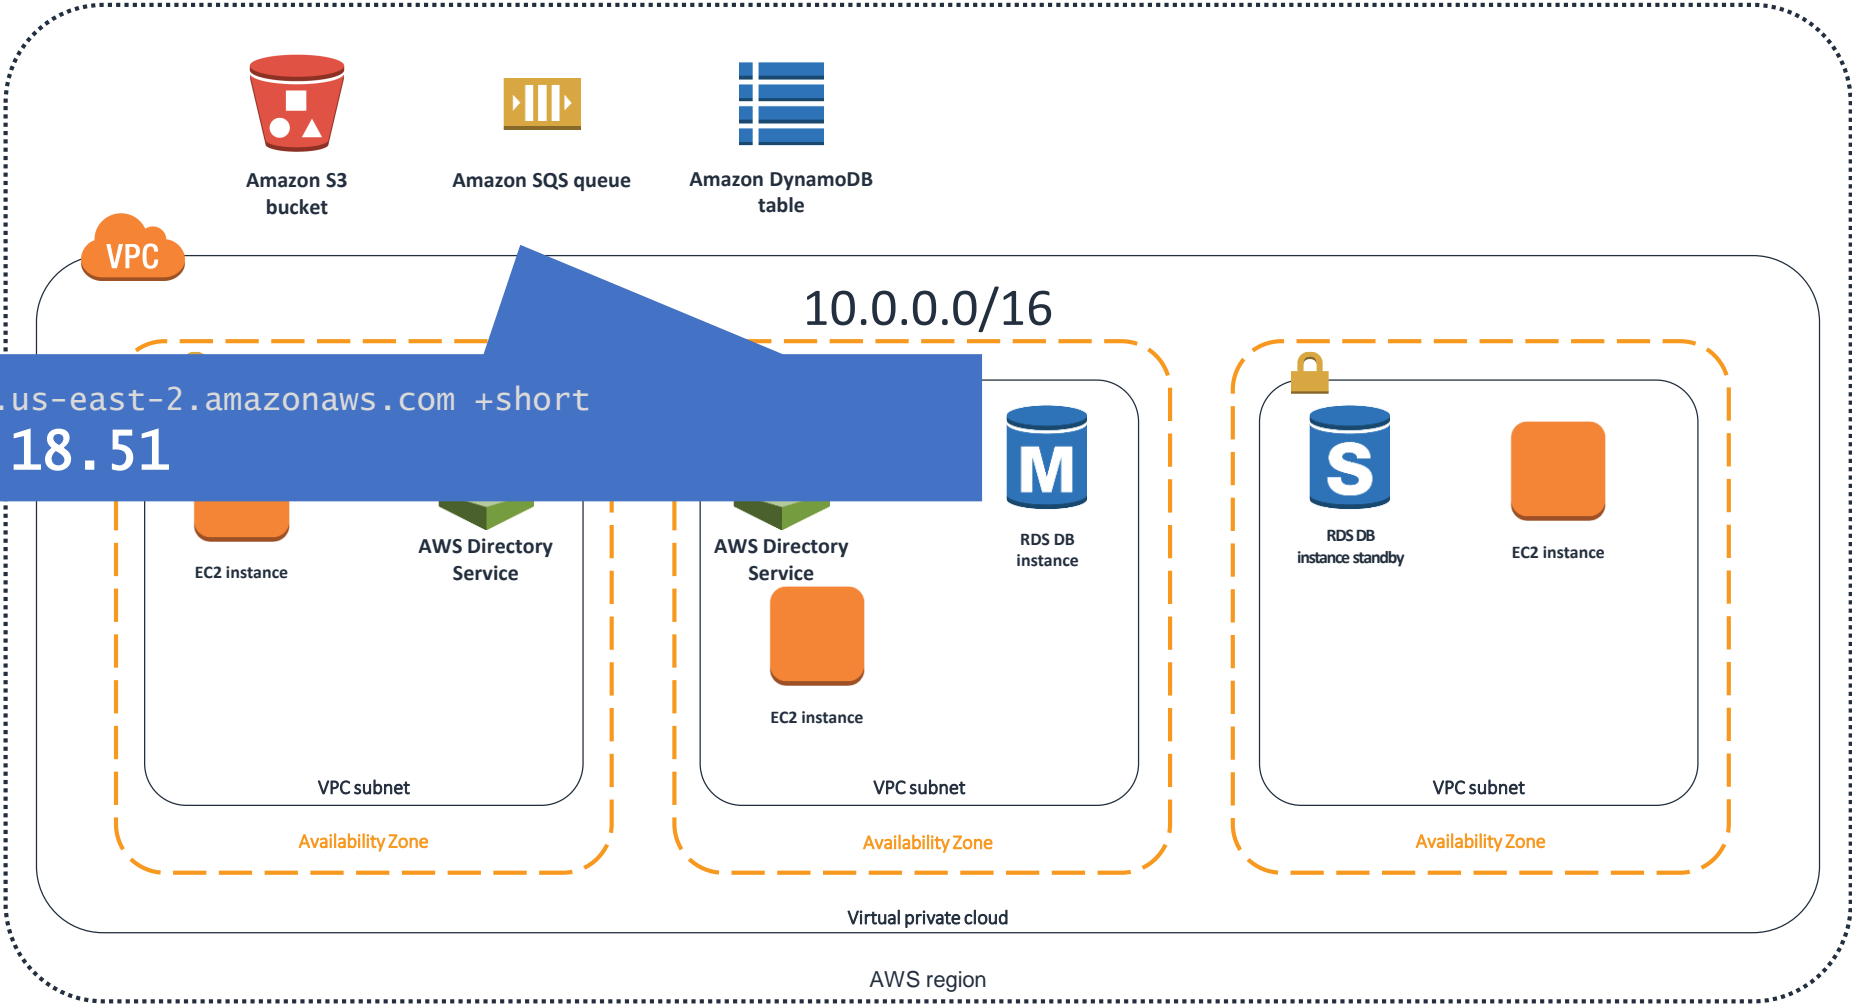 Amazon S3
bucket
Amazon SQS queue
Amazon DynamoDB
table
VPC
10.0.0.0/16
.us-east-2.amazonaws.com +short
18.51
M
S
EC2 instance
AWS Directory
Service
AWS Directory
Service
RDS DB
instance
RDS DB
instance standby
EC2 instance
EC2 instance
VPC subnet
VPC subnet
VPC subnet
Availability Zone
Availability Zone
Availability Zone
Virtual private cloud
AWS region